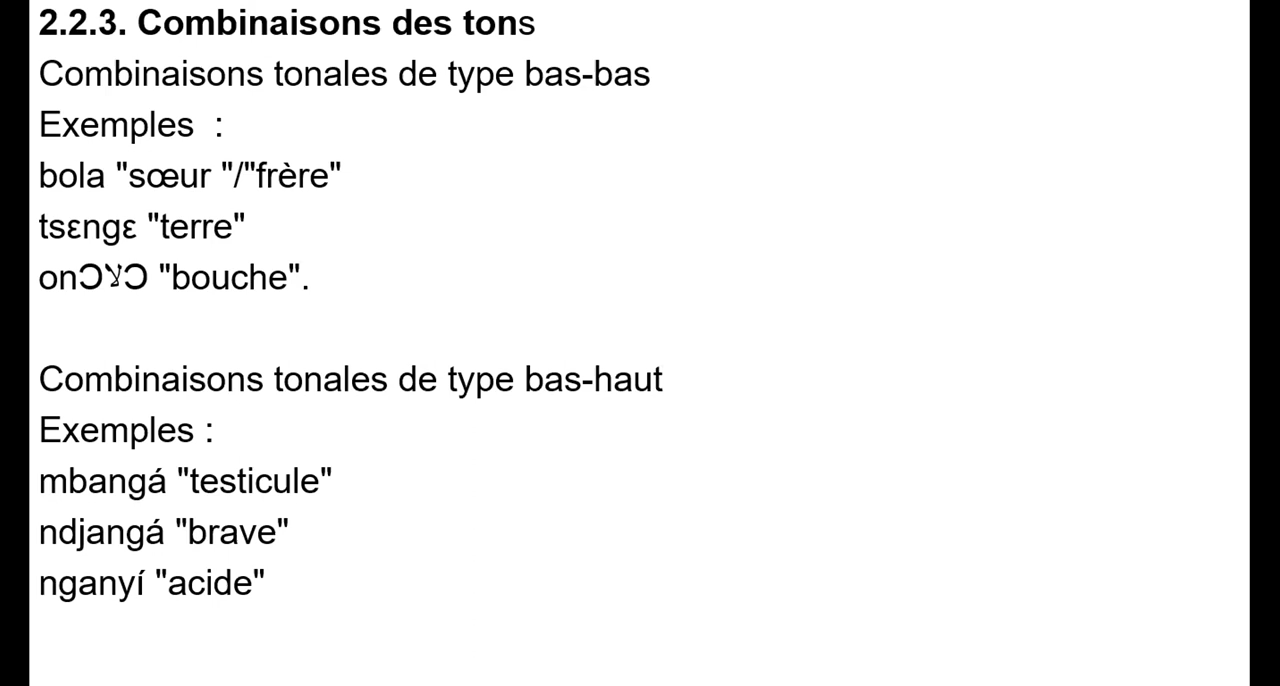 2.2.3. Combinaisons des tons
Combinaisons tonales de type bas-bas
Exemples  :
bola "sœur "/"frère"
tsɛngɛ "terre"
onƆꓹƆ "bouche".
Combinaisons tonales de type bas-haut
Exemples :
mbangá "testicule"
ndjangá "brave"
nganyí "acide"